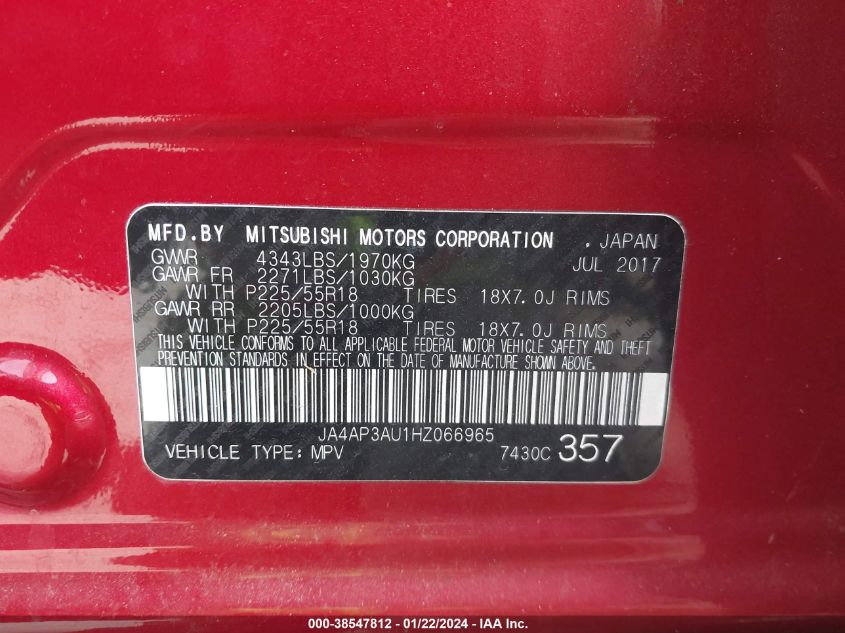 MFD.BY MITSUBISHI MOTORS CORPORATION . JAPAN
GVWR 4343LBS/1970KG JUL 2017
GAWR FR 2271LBS/1030KG
WITH P225/55R18 TIRES 18X7.0J RIMS
GAWR RR 2205LBS/1000KG
WITH P225/55R18 TIRES 18X7.0J RIMS
THIS VEHICLE CONFORMS TO ALL APPLICABLE FEDERAL MOTOR VEHICLE SAFETY AND THEFT
PREVENTION STANDARDS IN EFFECT ON THE DATE OF MANUFACTURE SHOWN ABOVE.
JA4AP3AU1HZ066965
VEHICLE TYPE: MPV 7430C 357
000-38547812 - 01/22/2024 - IAA Inc.